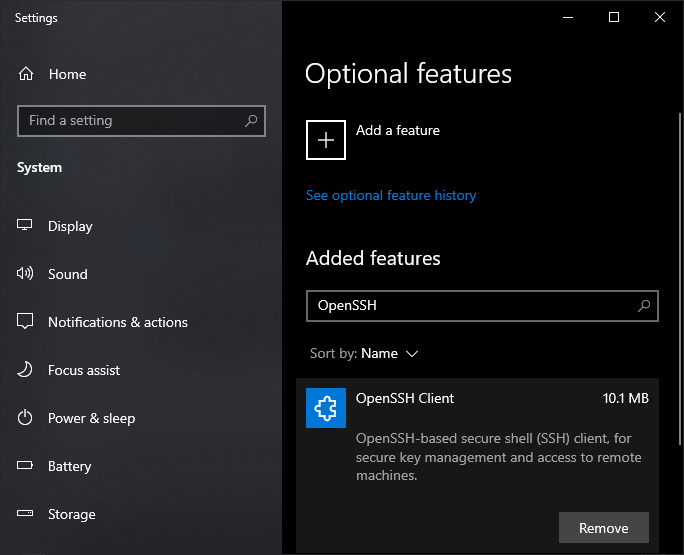 Settings
Home
Find a setting
System
Display
Sound
Notifications & actions
Focus assist
Power & sleep
Battery
Storage
Optional features
Add a feature
See optional feature history
Added features
OpenSSH
Sort by: Name
OpenSSH Client 10.1 MB
OpenSSH-based secure shell (SSH) client, for
secure key management and access to remote
machines.
Remove